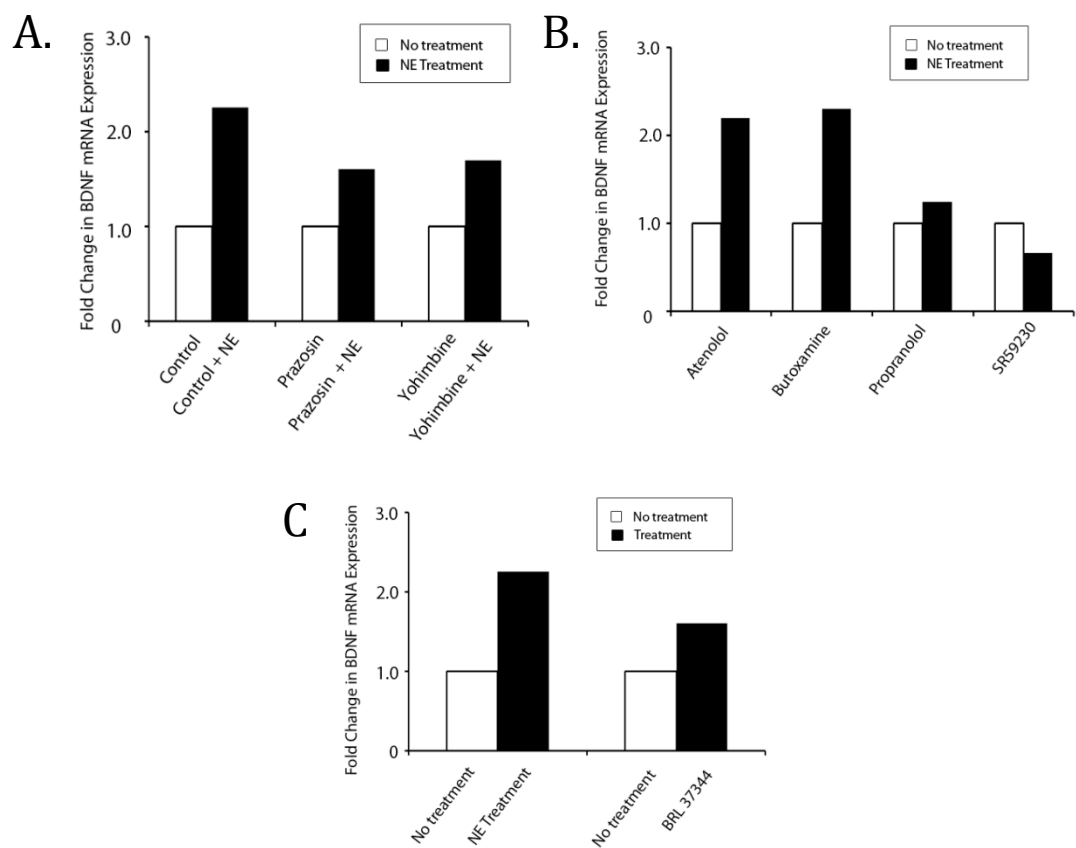 A.
Fold Change in BDNF mRNA Expression
3.0
2.0
1.0
0
No treatment
NE Treatment
Control
Control + NE
Prazosin
Prazosin + NE
Yohimbine
Yohimbine + NE
B.
Fold Change in BDNF mRNA Expression
3.0
2.0
1.0
0
No treatment
NE Treatment
Atenolol
Butoxamine
Propranolol
SR59230
C
Fold Change in BDNF mRNA Expression
3.0
2.0
1.0
0
No treatment
Treatment
No treatment
NE Treatment
No treatment
BRL 37344